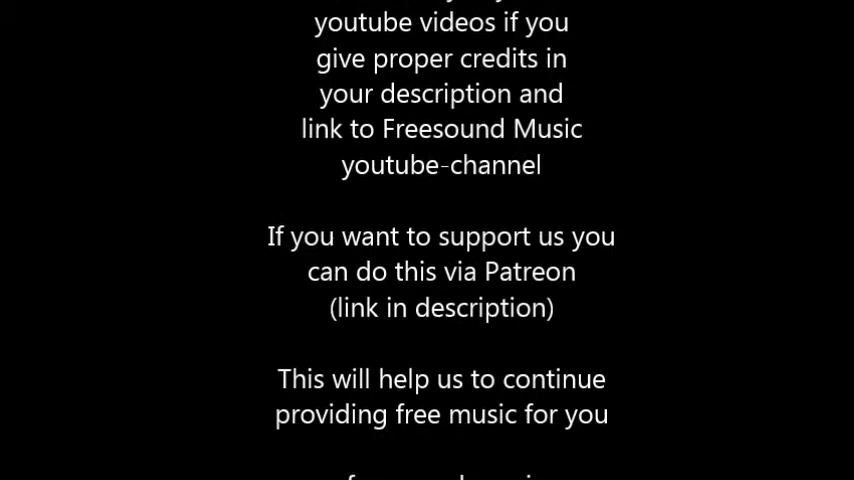 youtube videos if you
give proper credits in
your description and
link to Freesound Music
youtube-channel
If you want to support us you
can do this via Patreon
(link in description)
This will help us to continue
providing free music for you